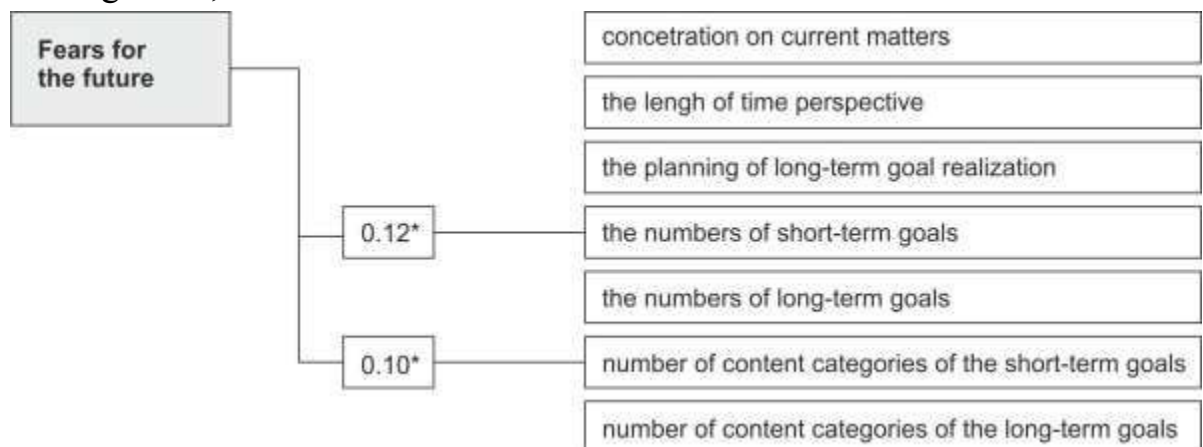 Fears for
the future
concetration on current matters
the lengh of time perspective
the planning of long-term goal realization
0.12*
the numbers of short-term goals
the numbers of long-term goals
0.10*
number of content categories of the short-term goals
number of content categories of the long-term goals